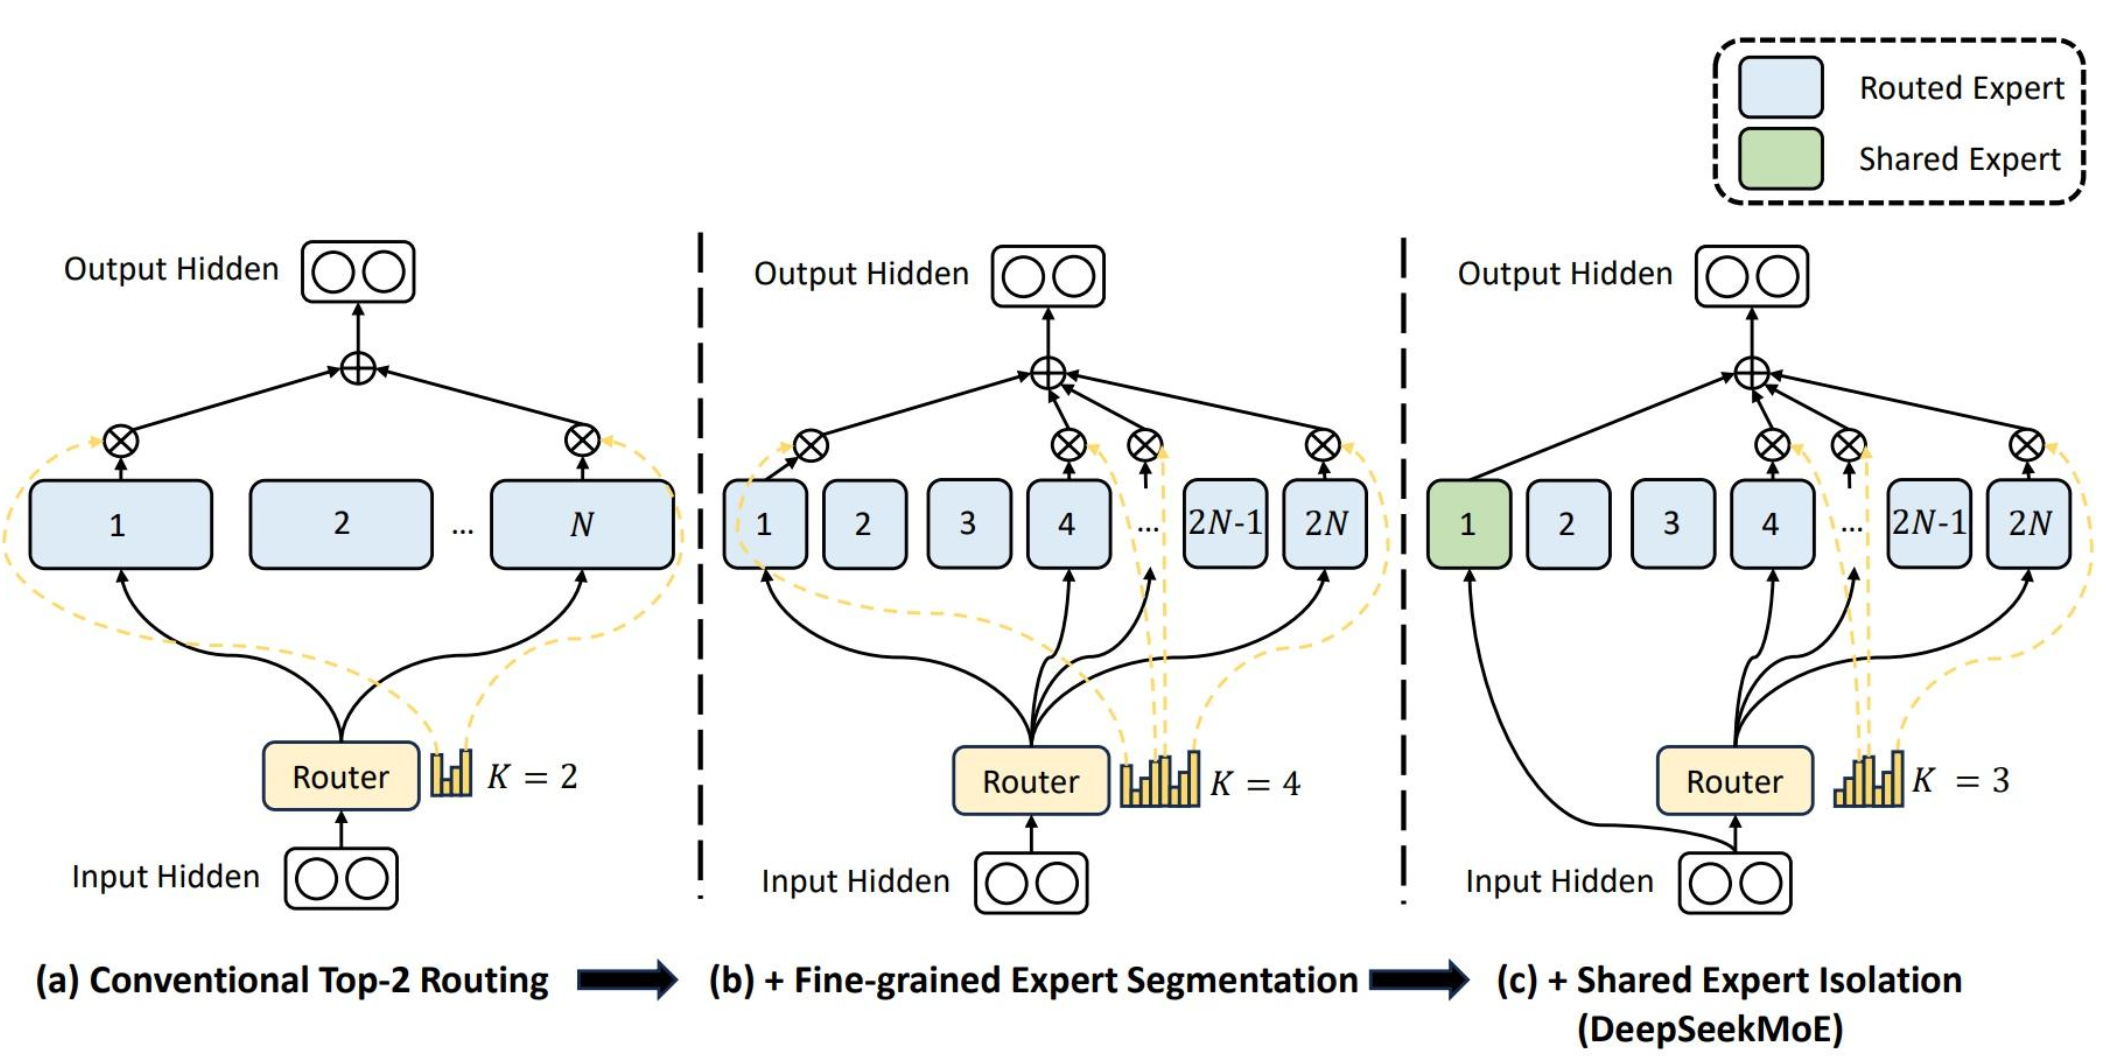 Routed Expert
Shared Expert
Output Hidden
1
2
...
N
Router
K = 2
Input Hidden
(a) Conventional Top-2 Routing
Output Hidden
1
2
3
4
...
2N-1
2N
Router
K = 4
Input Hidden
(b) + Fine-grained Expert Segmentation
Output Hidden
1
2
3
4
...
2N-1
2N
Router
K = 3
Input Hidden
(c) + Shared Expert Isolation
(DeepSeekMoE)